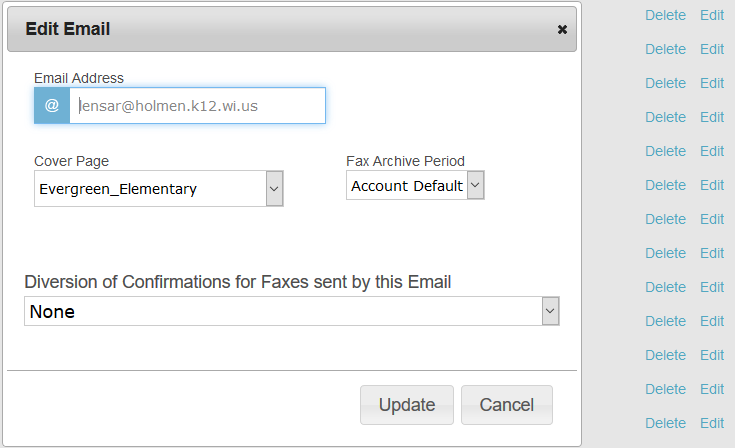 Edit Email
Email Address
@ lensar@holmen.k12.wi.us
Cover Page
Evergreen_Elementary
Fax Archive Period
Account Default
Diversion of Confirmations for Faxes sent by this Email
None
Update Cancel
Delete Edit
Delete Edit
Delete Edit
Delete Edit
Delete Edit
Delete Edit
Delete Edit
Delete Edit
Delete Edit
Delete Edit
Delete Edit
Delete Edit
Delete Edit